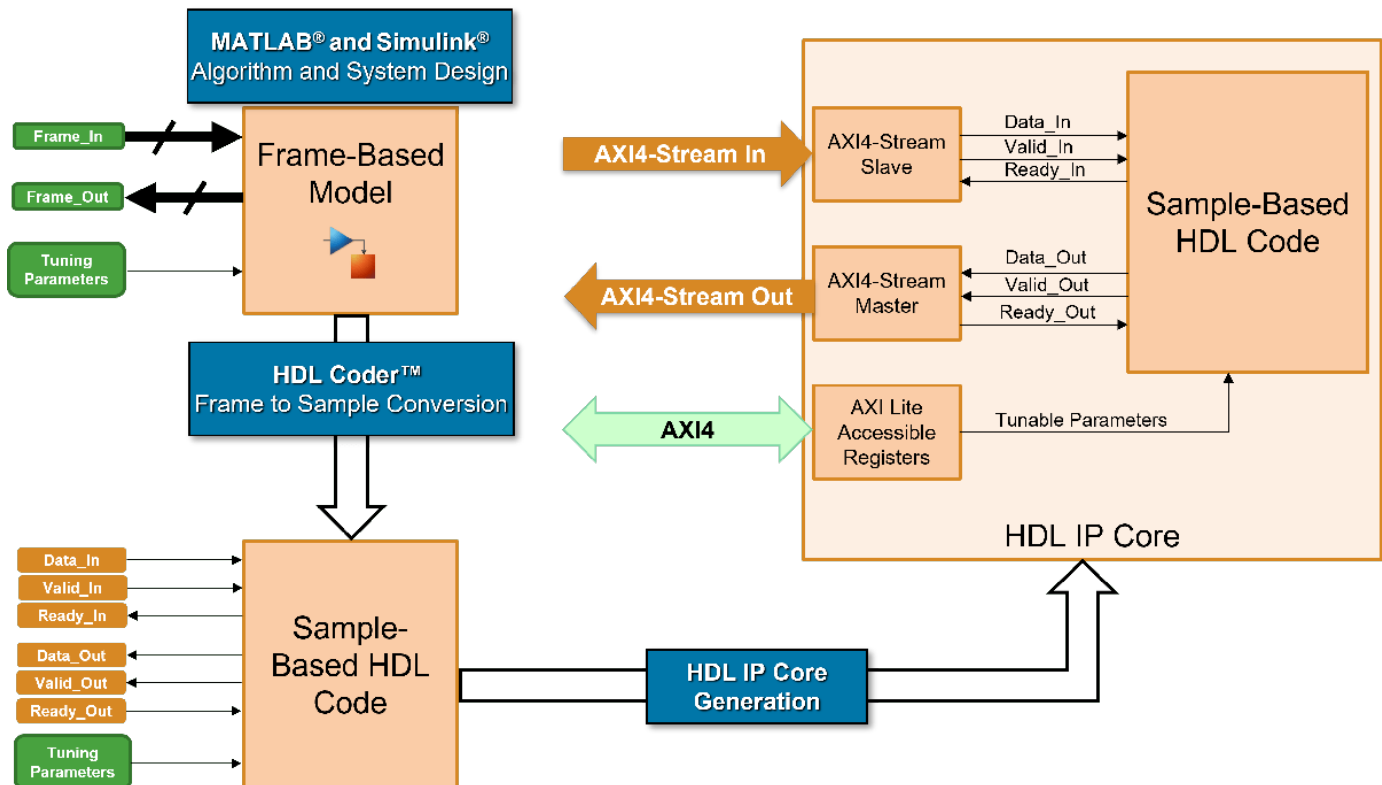 MATLAB® and Simulink®
Algorithm and System Design
Frame_In
Frame_Out
Tuning
Parameters
Frame-Based
Model
HDL Coder™
Frame to Sample Conversion
Data_In
Valid_In
Ready_In
Data_Out
Valid_Out
Ready_Out
Tuning
Parameters
Sample-
Based HDL
Code
HDL IP Core
Generation
AXI4-Stream In
AXI4-Stream Out
AXI4
AXI4-Stream
Slave
Data_In
Valid_In
Ready_In
AXI4-Stream
Master
Data_Out
Valid_Out
Ready_Out
AXI Lite
Accessible
Registers
Tunable Parameters
Sample-Based
HDL Code
HDL IP Core